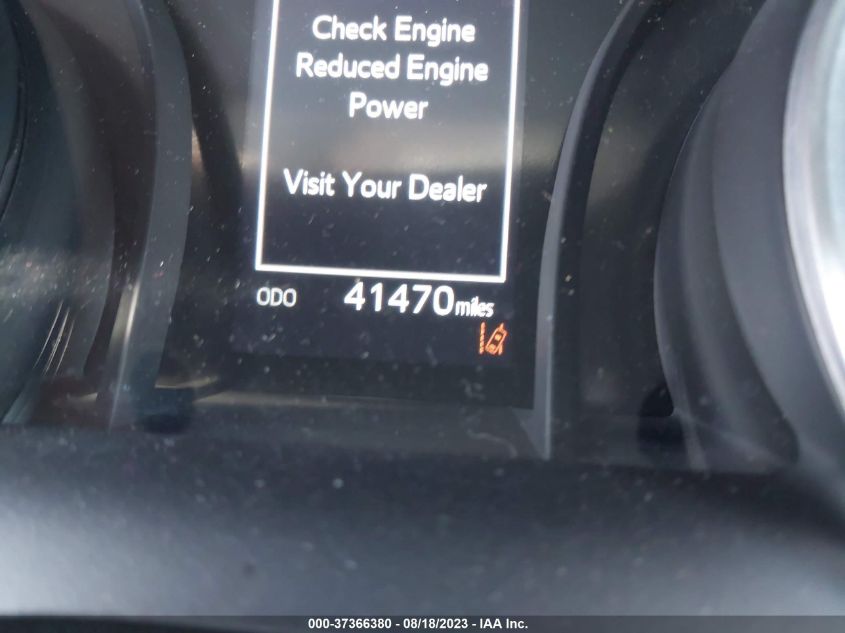 Check Engine
Reduced Engine
Power
Visit Your Dealer
ODO 41470 miles
000-37366380 / 08/18/2023 - IAA Inc.